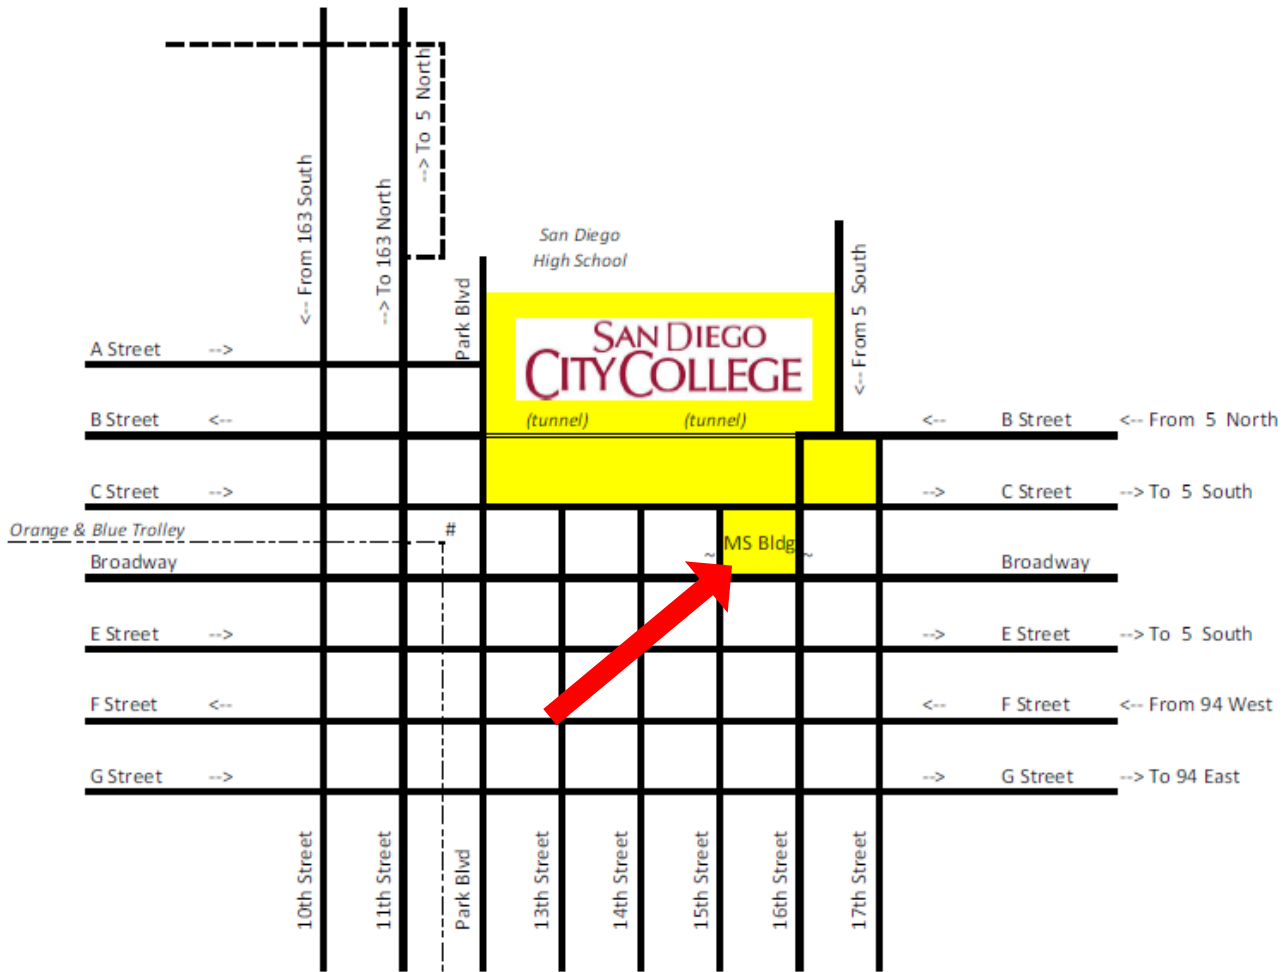 --> To 5 North
<-- From 163 South
--> To 163 North
San Diego
High School
Park Blvd
<-- From 5 South
SAN DIEGO
CITY COLLEGE
A Street -->
B Street <--
(tunnel) (tunnel)
<-- B Street <-- From 5 North
C Street -->
--> C Street --> To 5 South
Orange & Blue Trolley
#
MS Bldg
~ ~
Broadway
Broadway
E Street -->
--> E Street --> To 5 South
F Street <--
<-- F Street <-- From 94 West
G Street -->
--> G Street --> To 94 East
10th Street
11th Street
Park Blvd
13th Street
14th Street
15th Street
16th Street
17th Street